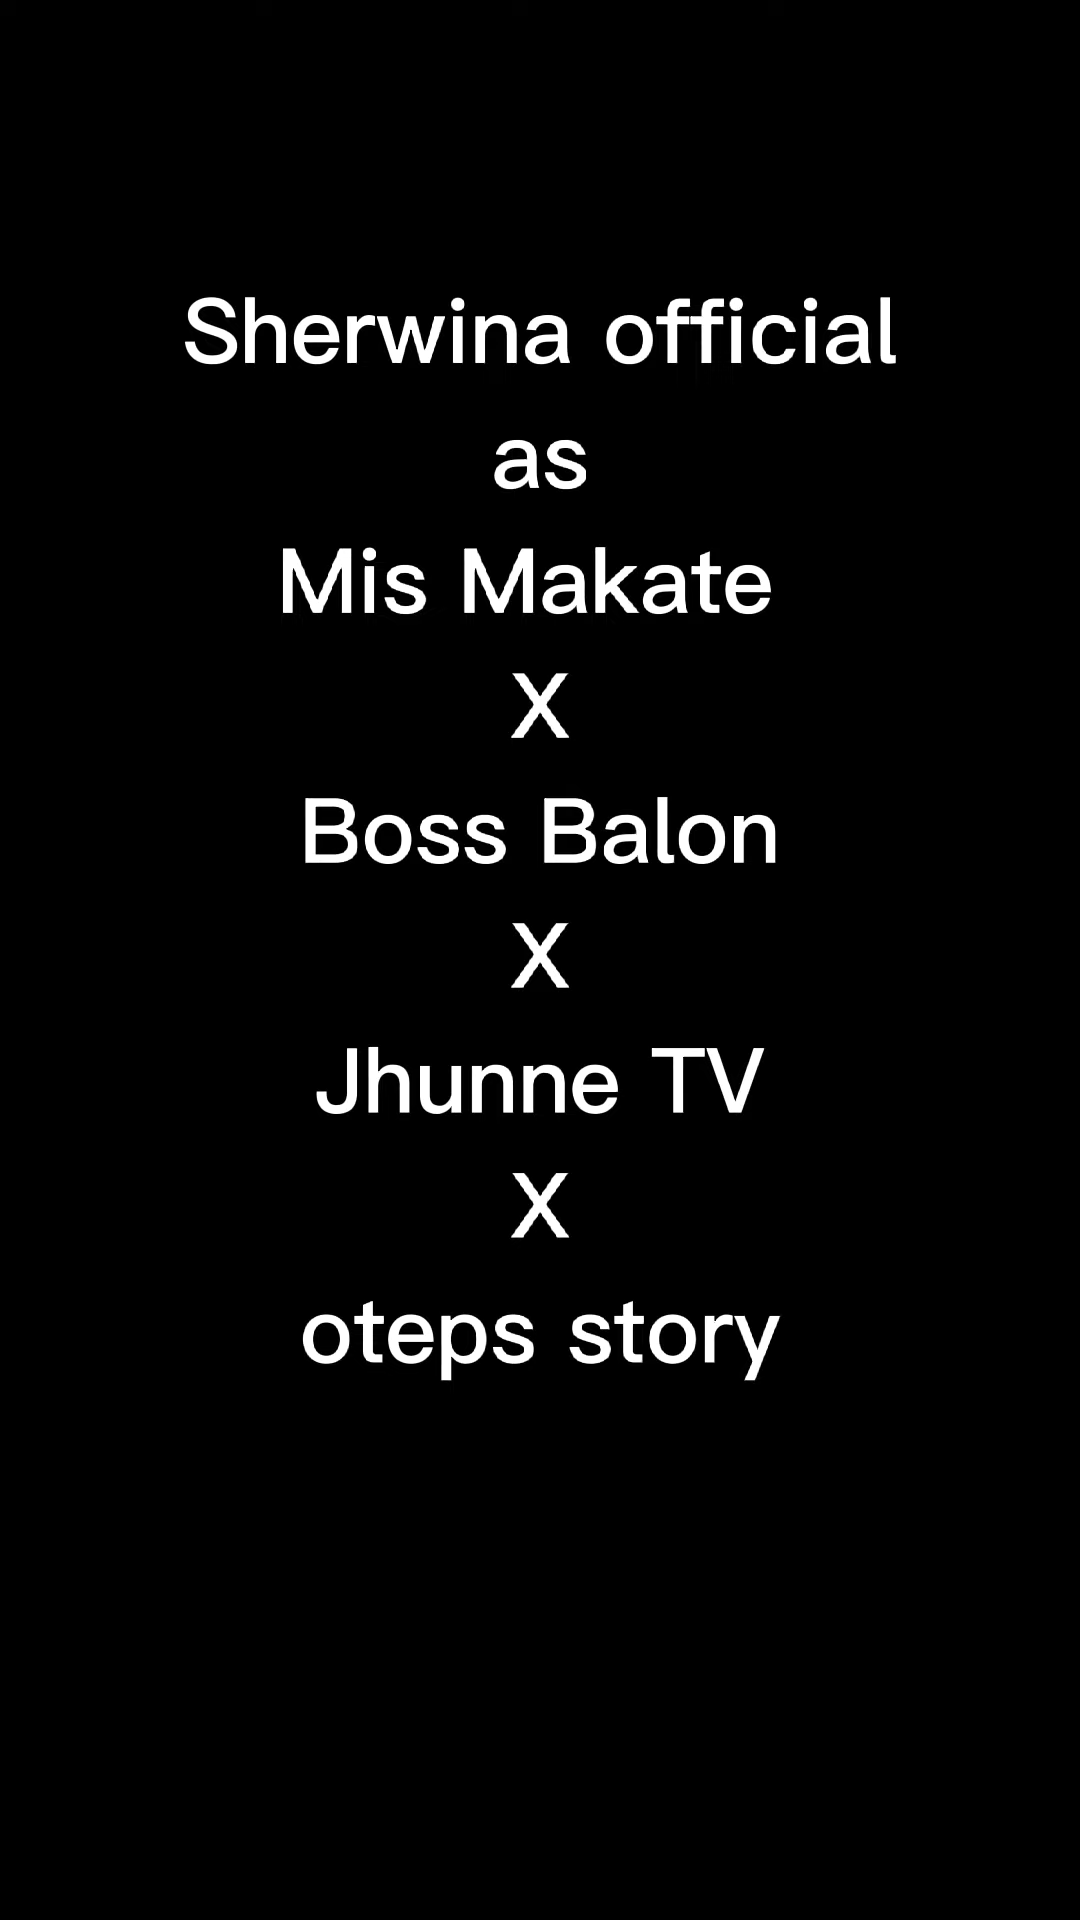 Sherwina official
as
Mis Makate
X
Boss Balon
X
Jhunne TV
X
oteps story